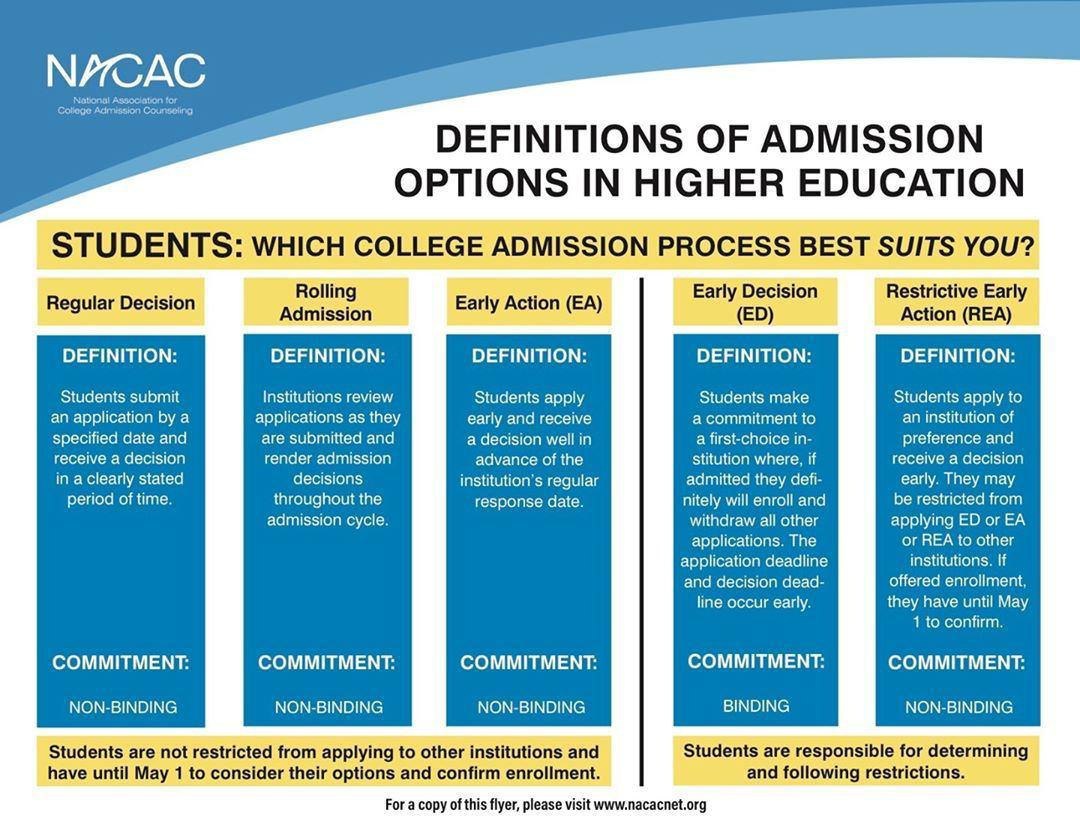 NACAC
National Association for
College Admission Counseling
DEFINITIONS OF ADMISSION
OPTIONS IN HIGHER EDUCATION
STUDENTS: WHICH COLLEGE ADMISSION PROCESS BEST SUITS YOU?
Regular Decision
DEFINITION:
Students submit
an application by a
specified date and
receive a decision
in a clearly stated
period of time.
COMMITMENT:
NON-BINDING
Rolling
Admission
DEFINITION:
Institutions review
applications as they
are submitted and
render admission
decisions
throughout the
admission cycle.
COMMITMENT:
NON-BINDING
Early Action (EA)
DEFINITION:
Students apply
early and receive
a decision well in
advance of the
institution's regular
response date.
COMMITMENT:
NON-BINDING
Students are not restricted from applying to other institutions and
have until May 1 to consider their options and confirm enrollment.
Early Decision
(ED)
DEFINITION:
Students make
a commitment to
a first-choice in-
stitution where, if
admitted they defi-
nitely will enroll and
withdraw all other
applications. The
application deadline
and decision dead-
line occur early.
COMMITMENT:
BINDING
Restrictive Early
Action (REA)
DEFINITION:
Students apply to
an institution of
preference and
receive a decision
early. They may
be restricted from
applying ED or EA
or REA to other
institutions. If
offered enrollment,
they have until May
1 to confirm.
COMMITMENT:
NON-BINDING
Students are responsible for determining
and following restrictions.
For a copy of this flyer, please visit www.nacacnet.org